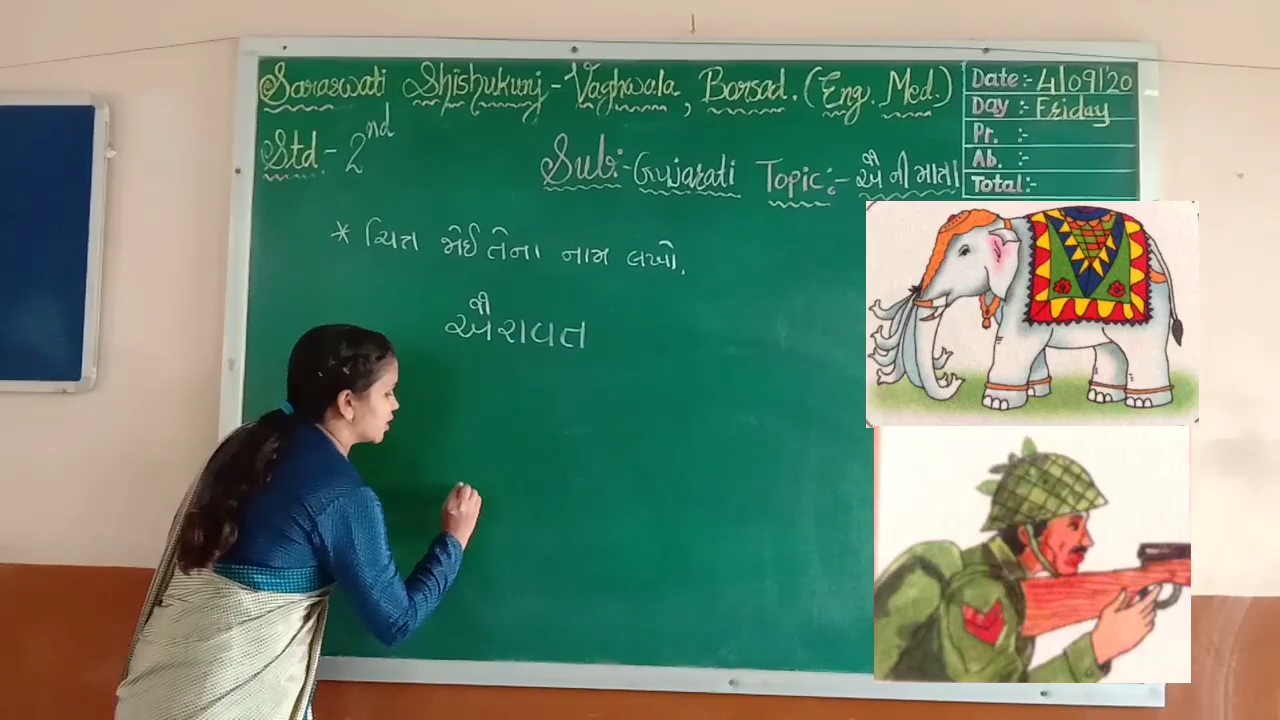 Saraswati Shishukunj - Vaghwala, Borsad. (Eng. Med.)
Std - 2nd
Sub:- Gujarati Topic:- ઐ ની માત્રા
Date:- 4/09/'20
Day:- Friday
Pr. :-
Ab. :-
Total:-
* ચિત્ર જોઈ તેના નામ લખો.
ઐરાવત